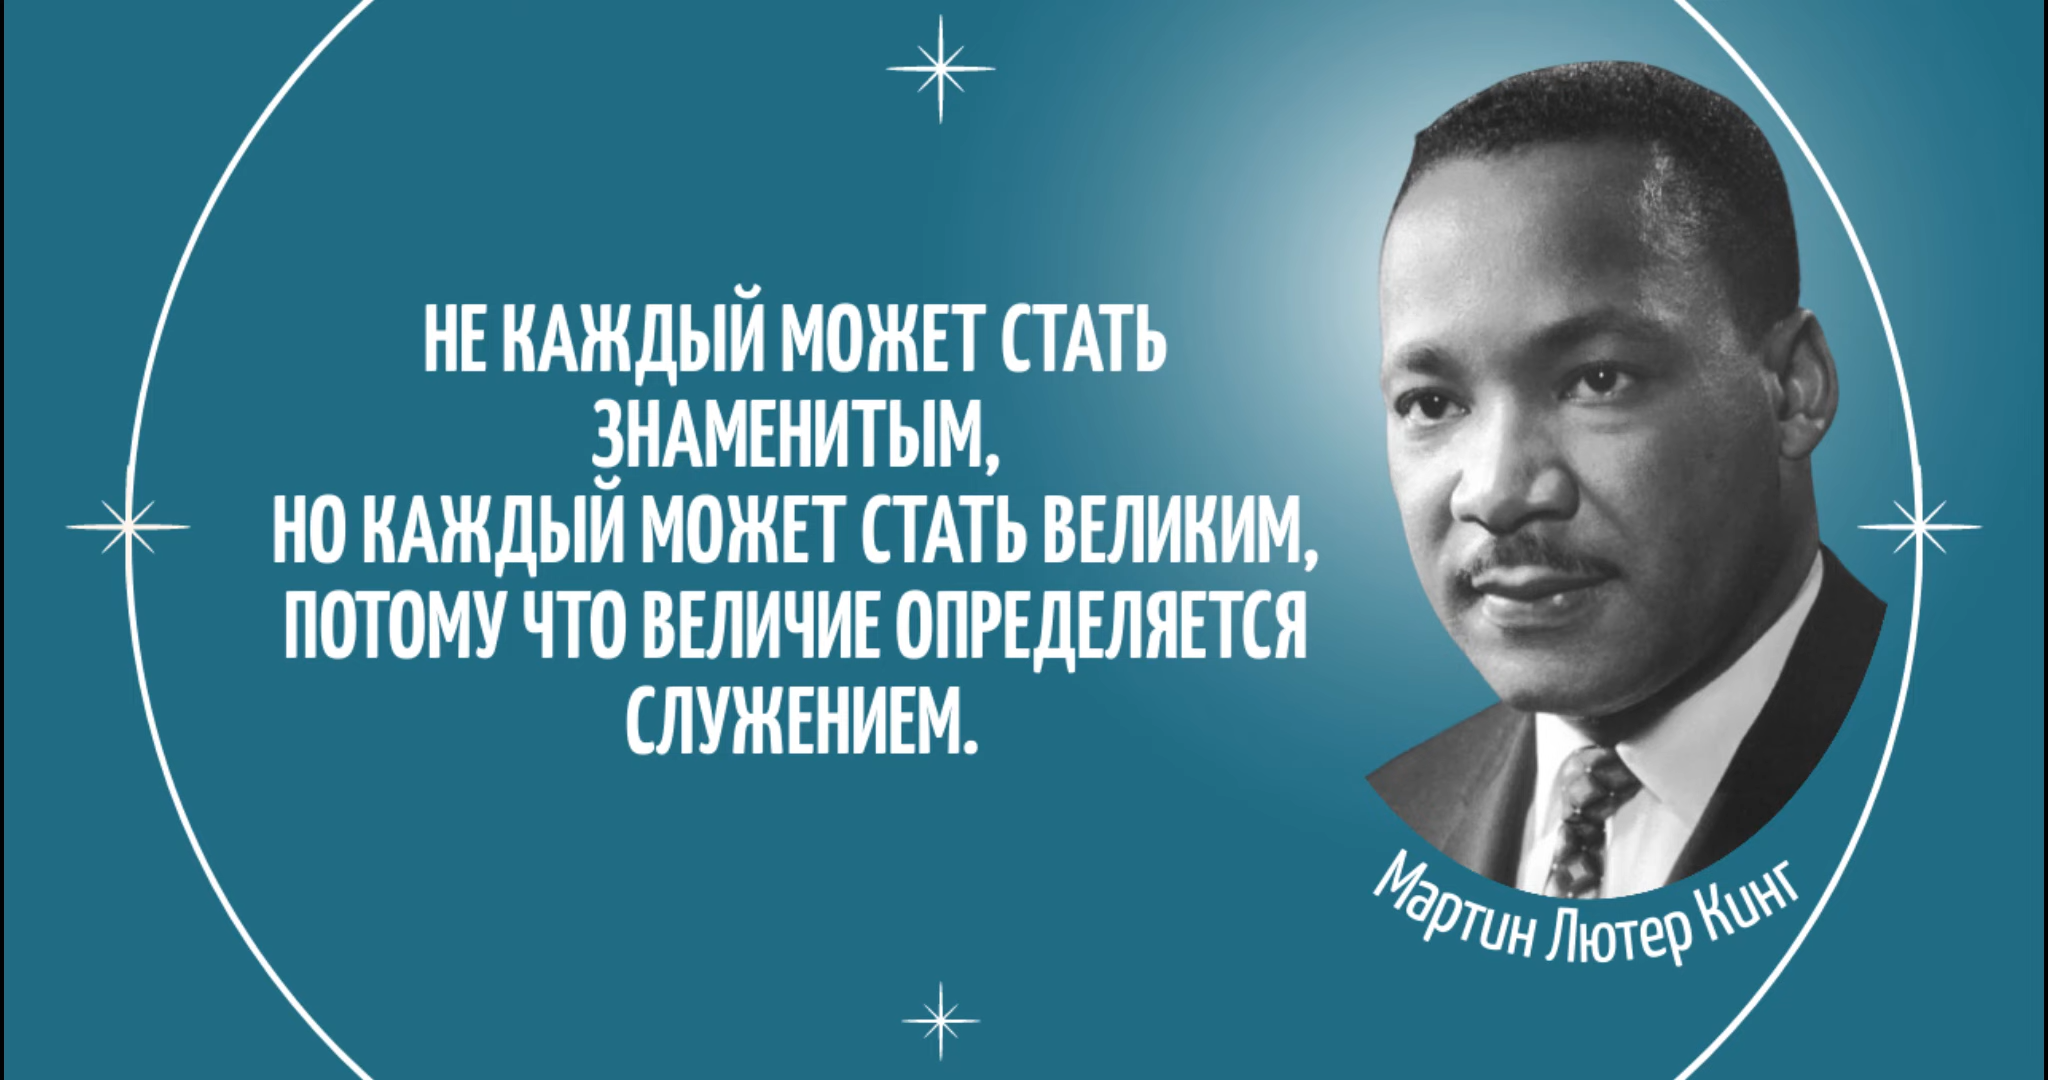 НЕ КАЖДЫЙ МОЖЕТ СТАТЬ
ЗНАМЕНИТЫМ,
НО КАЖДЫЙ МОЖЕТ СТАТЬ ВЕЛИКИМ,
ПОТОМУ ЧТО ВЕЛИЧИЕ ОПРЕДЕЛЯЕТСЯ
СЛУЖЕНИЕМ.
Мартин Лютер Кинг